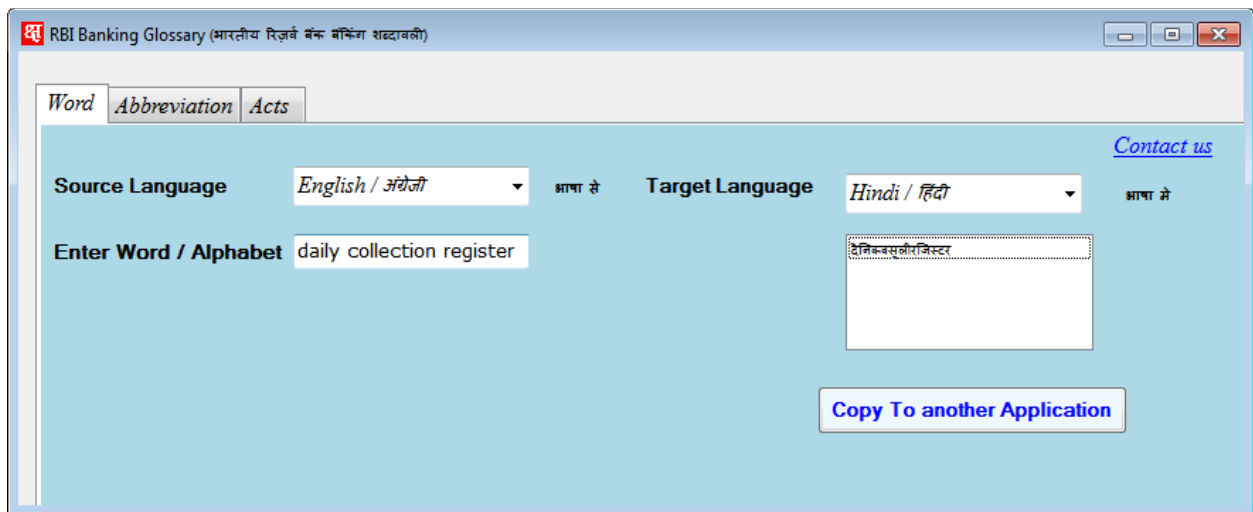 क्ष RBI Banking Glossary (भारतीय रिज़र्व बैंक बैंकिंग शब्दावली)
Word Abbreviation Acts
Contact us
Source Language English / अंग्रेजी भाषा से Target Language Hindi / हिंदी भाषा मे
Enter Word / Alphabet daily collection register दैनिकवसूलीरजिस्टर
Copy To another Application